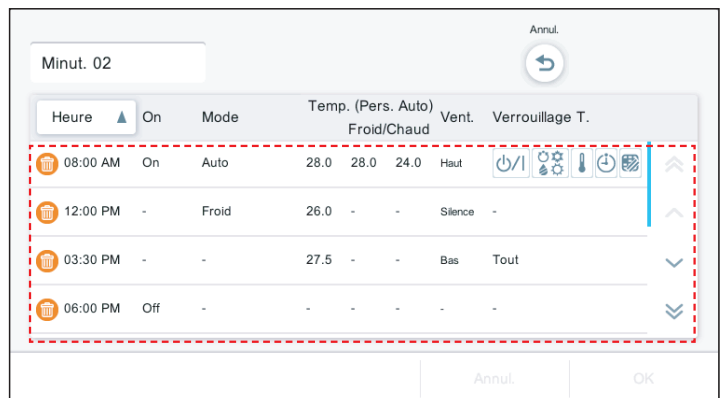 Annul.
Minut. 02
Heure On Mode Temp. (Pers. Auto) Froid/Chaud Vent. Verrouillage T.
08:00 AM On Auto 28.0 28.0 24.0 Haut
12:00 PM - Froid 26.0 - - Silence -
03:30 PM - - 27.5 - - Bas Tout
06:00 PM Off - - - - - -
Annul. OK